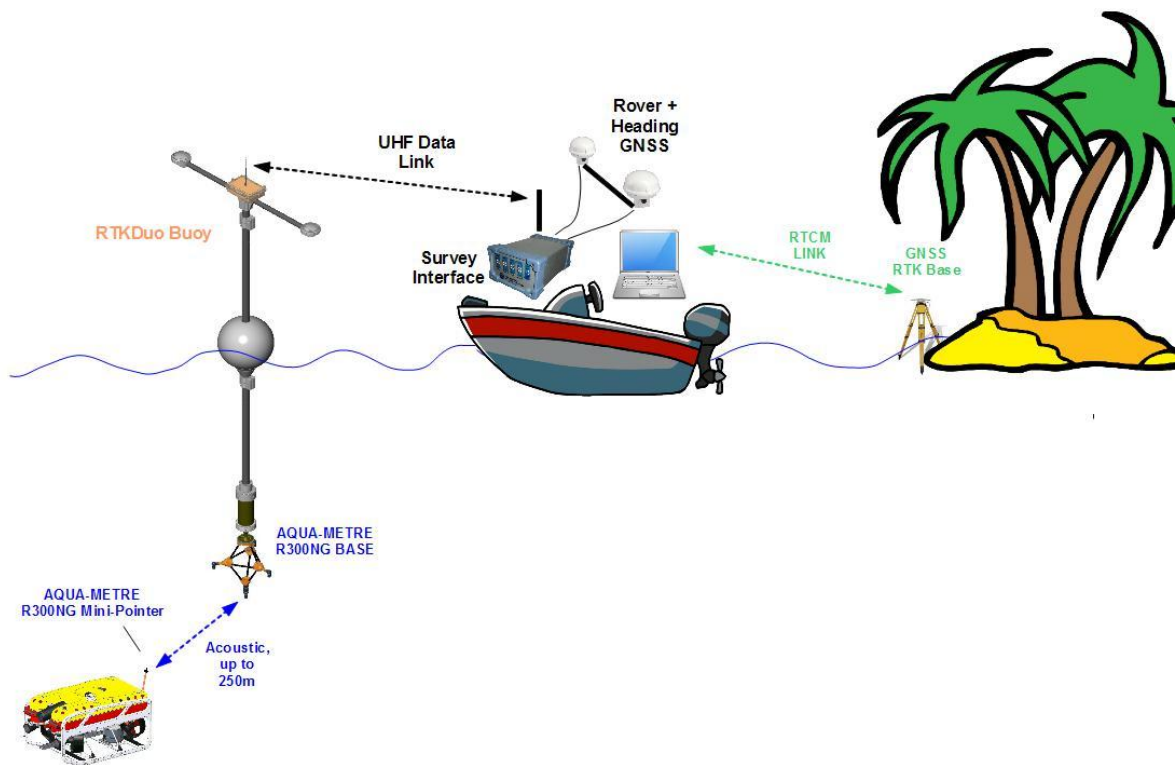 Rover +
Heading
GNSS
UHF Data
Link
RTKDuo Buoy
Survey
Interface
RTCM
LINK
GNSS
RTK Base
AQUA-METRE
R300NG BASE
AQUA-METRE
R300NG Mini-Pointer
Acoustic,
up to
250m